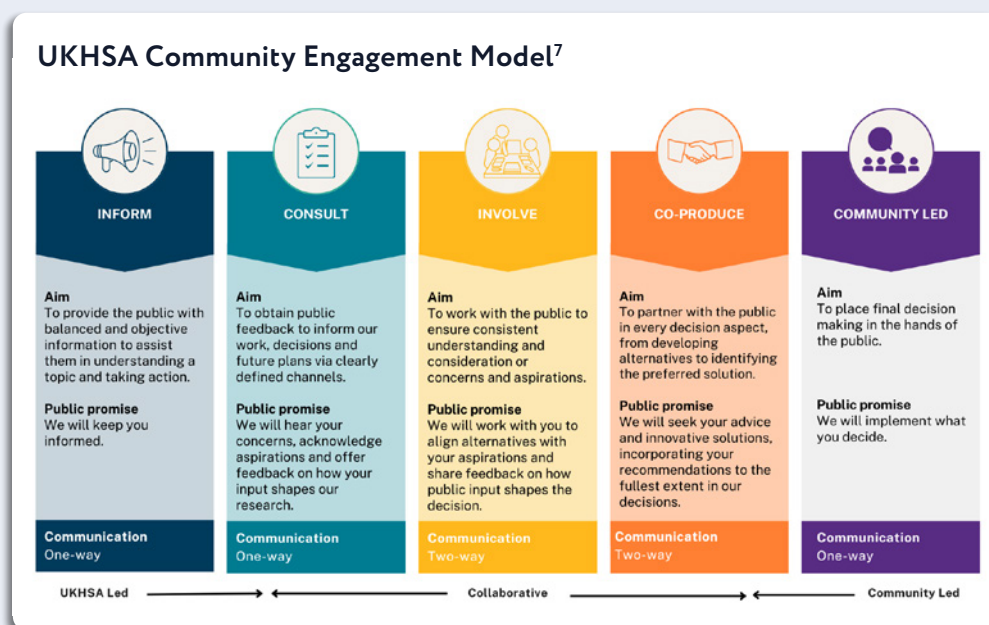 UKHSA Community Engagement Model⁷
INFORM
Aim
To provide the public with
balanced and objective
information to assist
them in understanding a
topic and taking action.
Public promise
We will keep you
informed.
Communication
One-way
CONSULT
Aim
To obtain public
feedback to inform our
work, decisions and
future plans via clearly
defined channels.
Public promise
We will hear your
concerns, acknowledge
aspirations and offer
feedback on how your
input shapes our
research.
Communication
One-way
INVOLVE
Aim
To work with the public to
ensure consistent
understanding and
consideration or
concerns and aspirations.
Public promise
We will work with you to
align alternatives with
your aspirations and
share feedback on how
public input shapes the
decision.
Communication
Two-way
CO-PRODUCE
Aim
To partner with the public
in every decision aspect,
from developing
alternatives to identifying
the preferred solution.
Public promise
We will seek your advice
and innovative solutions,
incorporating your
recommendations to the
fullest extent in our
decisions.
Communication
Two-way
COMMUNITY LED
Aim
To place final decision
making in the hands of
the public.
Public promise
We will implement what
you decide.
Communication
One-way
UKHSA Led
Collaborative
Community Led